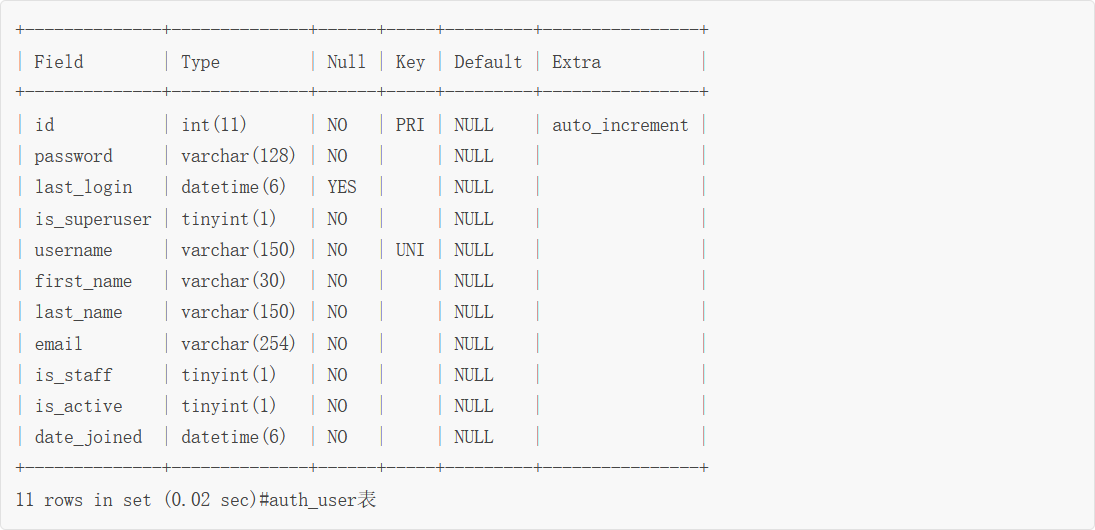 +--------------+--------------+------+-----+---------+----------------+
| Field        | Type         | Null | Key | Default | Extra          |
+--------------+--------------+------+-----+---------+----------------+
| id           | int(11)      | NO   | PRI | NULL    | auto_increment |
| password     | varchar(128) | NO   |     | NULL    |                |
| last_login   | datetime(6)  | YES  |     | NULL    |                |
| is_superuser | tinyint(1)   | NO   |     | NULL    |                |
| username     | varchar(150) | NO   | UNI | NULL    |                |
| first_name   | varchar(30)  | NO   |     | NULL    |                |
| last_name    | varchar(150) | NO   |     | NULL    |                |
| email        | varchar(254) | NO   |     | NULL    |                |
| is_staff     | tinyint(1)   | NO   |     | NULL    |                |
| is_active    | tinyint(1)   | NO   |     | NULL    |                |
| date_joined  | datetime(6)  | NO   |     | NULL    |                |
+--------------+--------------+------+-----+---------+----------------+
11 rows in set (0.02 sec)#auth_user表